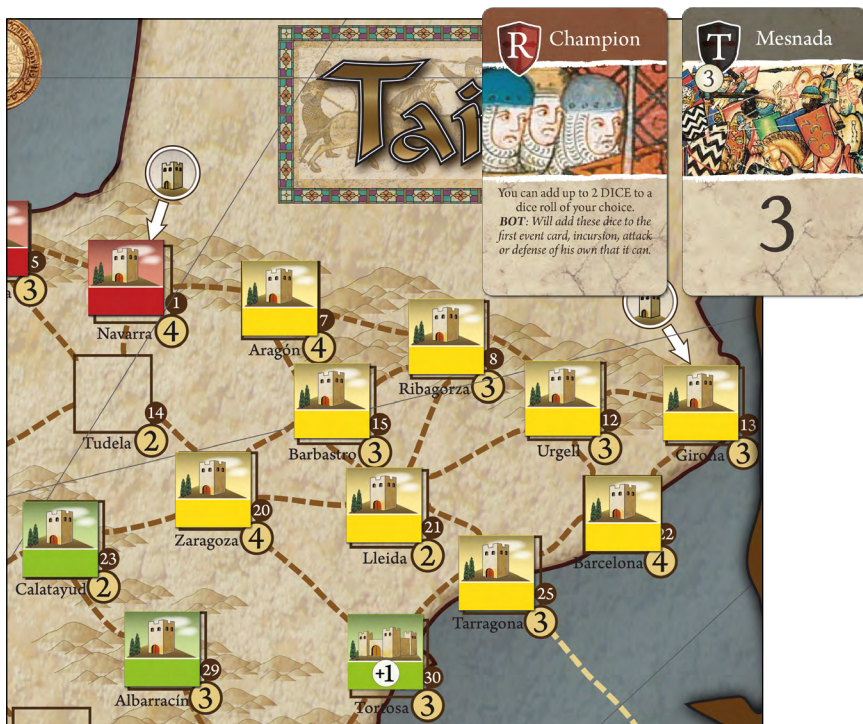 Tai
R Champion
You can add up to 2 DICE to a
dice roll of your choice.
BOT: Will add these dice to the
first event card, incursion, attack
or defense of his own that it can.
T Mesnada
3
3
5
3
1
Navarra 4
7
Aragón 4
8
Ribagorza 3
14
Tudela 2
15
Barbastro 3
12
Urgell 3
13
Girona 3
20
Zaragoza 4
21
Lleida 2
22
Barcelona 4
23
Calatayud 2
25
Tarragona 3
29
Albarracín 3
+1
30
Tortosa 3